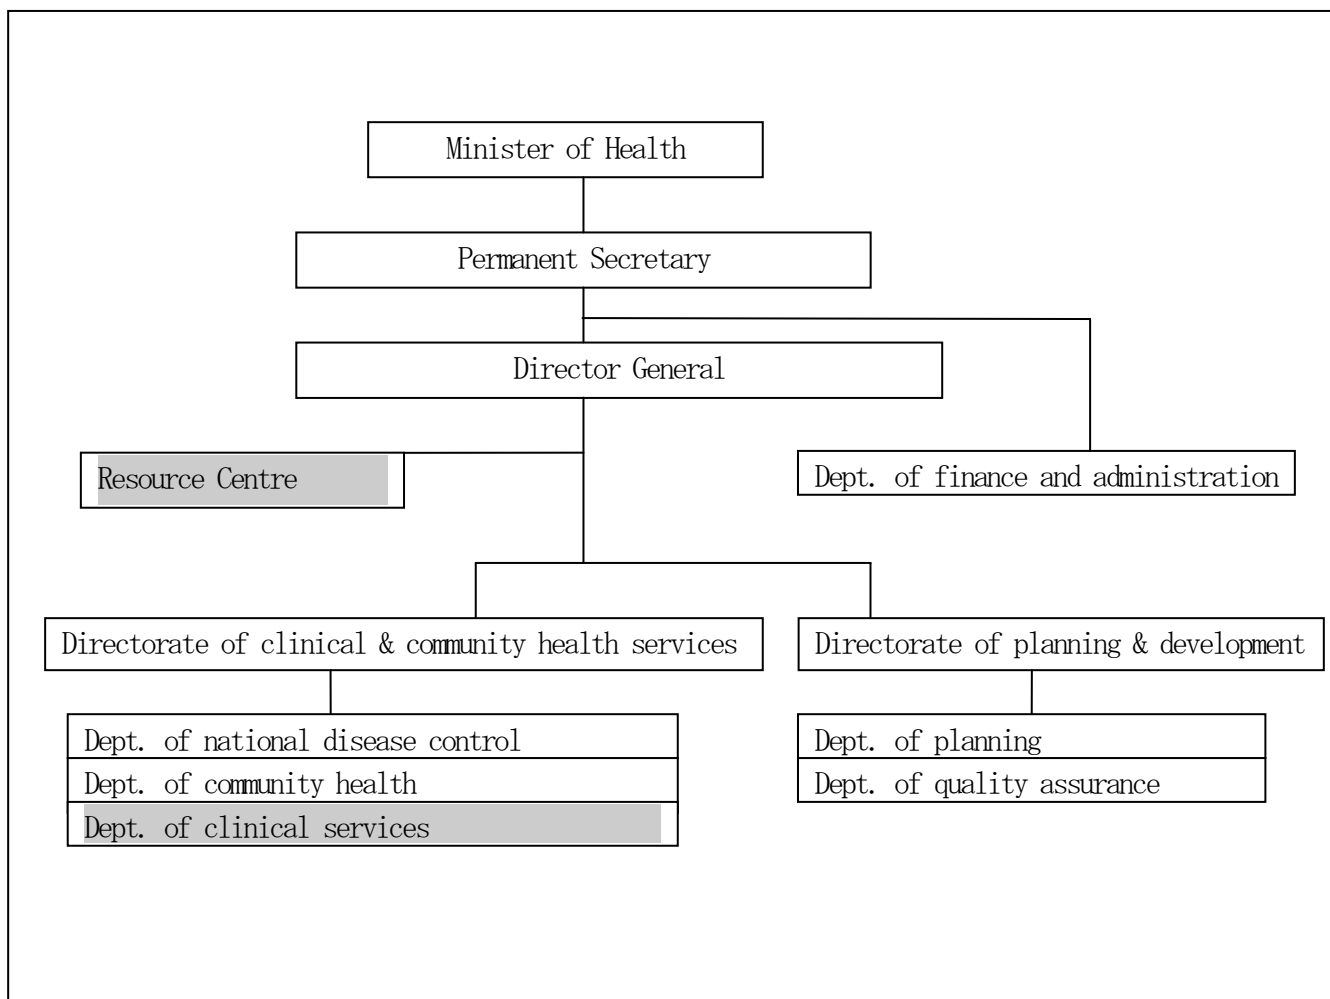 Minister of Health
Permanent Secretary
Director General
Resource Centre
Dept. of finance and administration
Directorate of clinical & community health services
Directorate of planning & development
Dept. of national disease control
Dept. of community health
Dept. of clinical services
Dept. of planning
Dept. of quality assurance